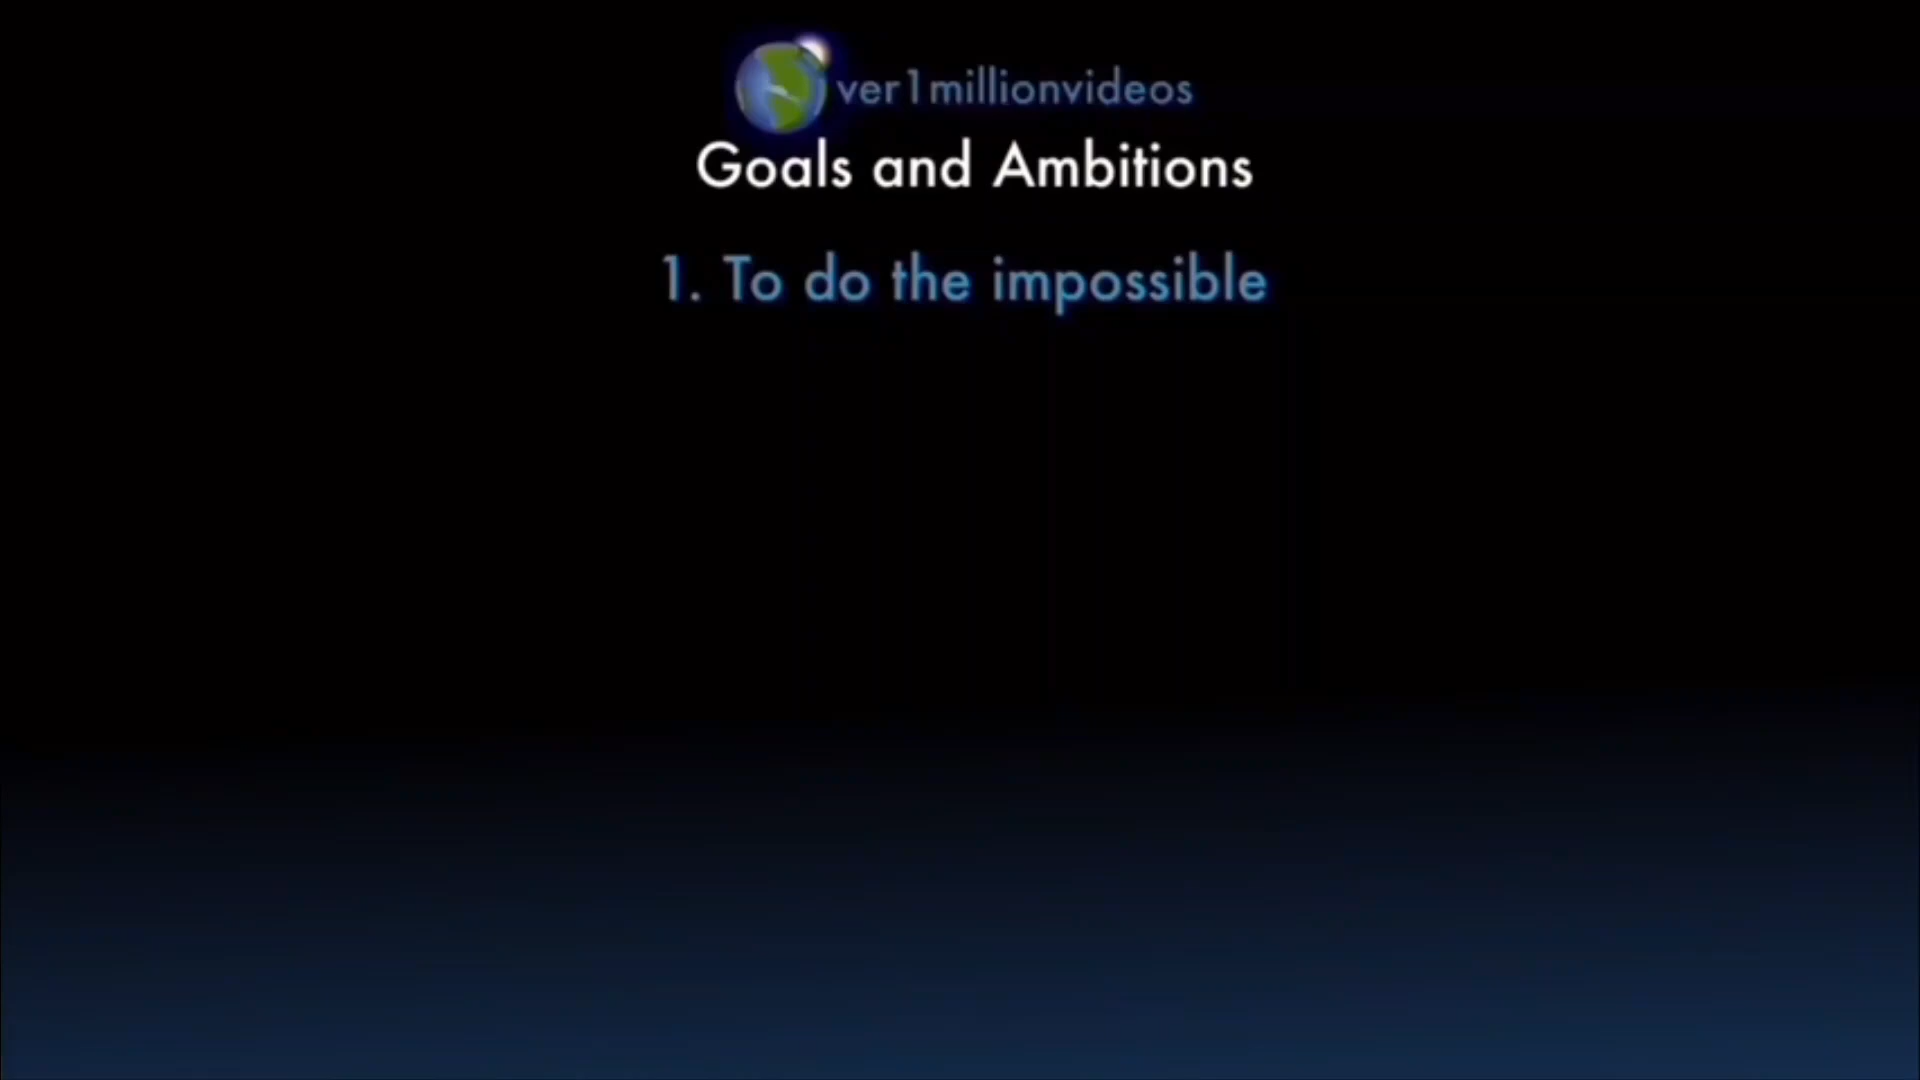 ver1millionvideos
Goals and Ambitions
1. To do the impossible